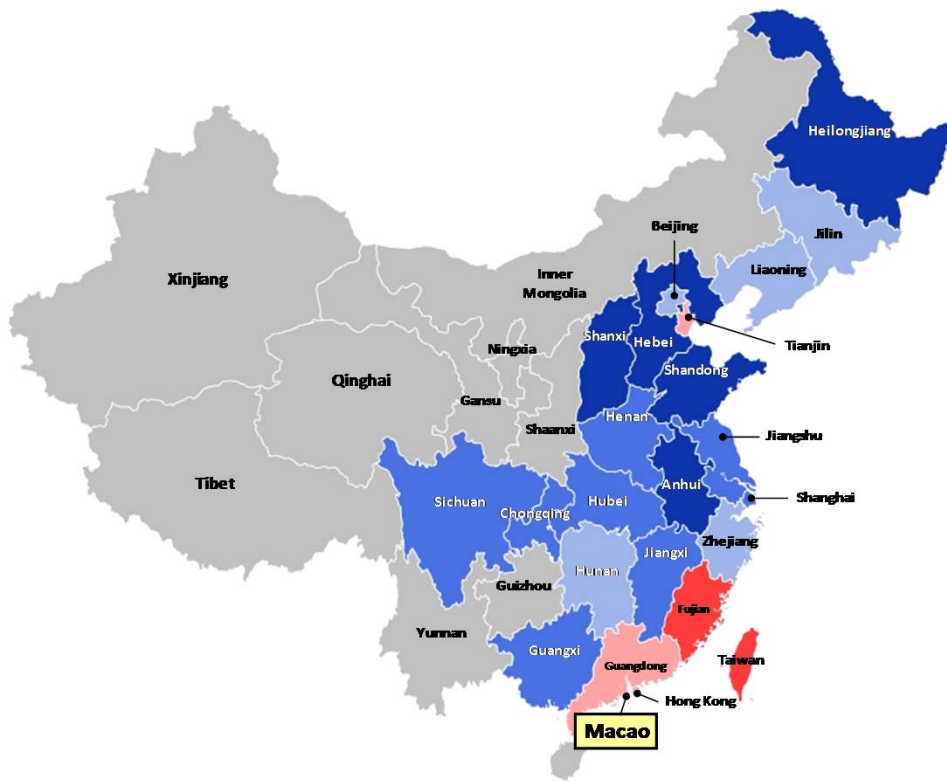 Heilongjiang
Beijing
Jilin
Liaoning
Xinjiang
Inner
Mongolia
Shanxi
Hebei
Tianjin
Ningxia
Qinghai
Shandong
Gansu
Henan
Shaanxi
Jiangshu
Tibet
Anhui
Shanghai
Sichuan
Chongqing
Hubei
Zhejiang
Jiangxi
Hunan
Guizhou
Fujian
Yunnan
Guangxi
Guangdong
Taiwan
Hong Kong
Macao